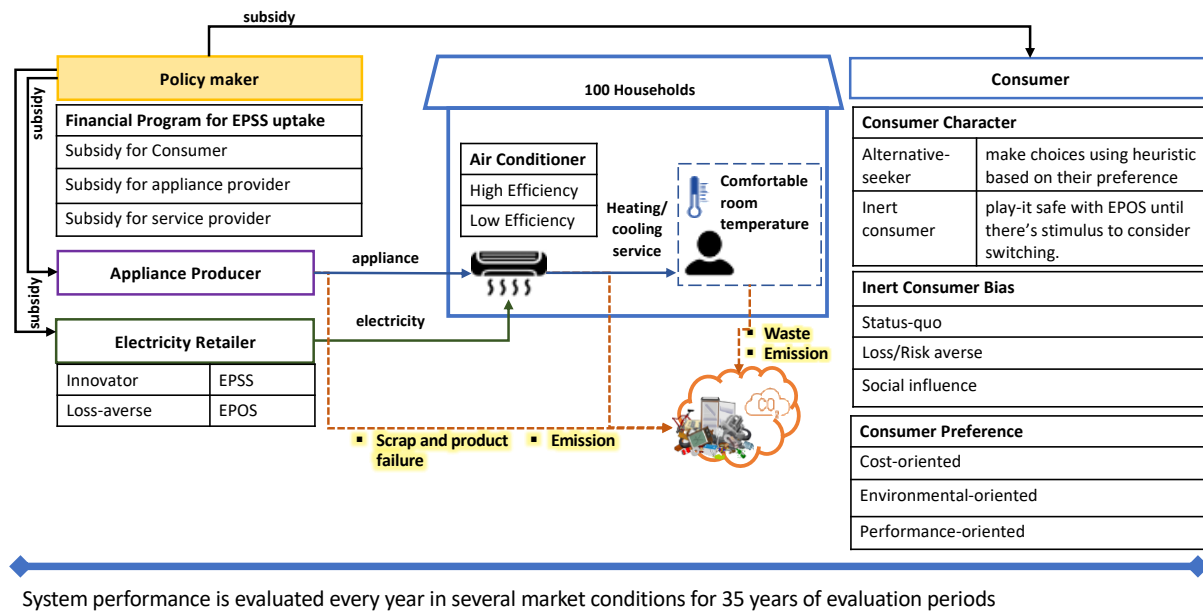 subsidy
Policy maker
subsidy
subsidy
Financial Program for EPSS uptake
Subsidy for Consumer
Subsidy for appliance provider
Subsidy for service provider
Appliance Producer
Electricity Retailer
Innovator EPSS
Loss-averse EPOS
appliance
electricity
100 Households
Air Conditioner
High Efficiency
Low Efficiency
Heating/
cooling
service
Comfortable
room
temperature
▪ Waste
▪ Emission
CO2
▪ Scrap and product
failure
▪ Emission
Consumer
Consumer Character
Alternative-
seeker
make choices using heuristic
based on their preference
Inert
consumer
play-it safe with EPOS until
there's stimulus to consider
switching.
Inert Consumer Bias
Status-quo
Loss/Risk averse
Social influence
Consumer Preference
Cost-oriented
Environmental-oriented
Performance-oriented
System performance is evaluated every year in several market conditions for 35 years of evaluation periods